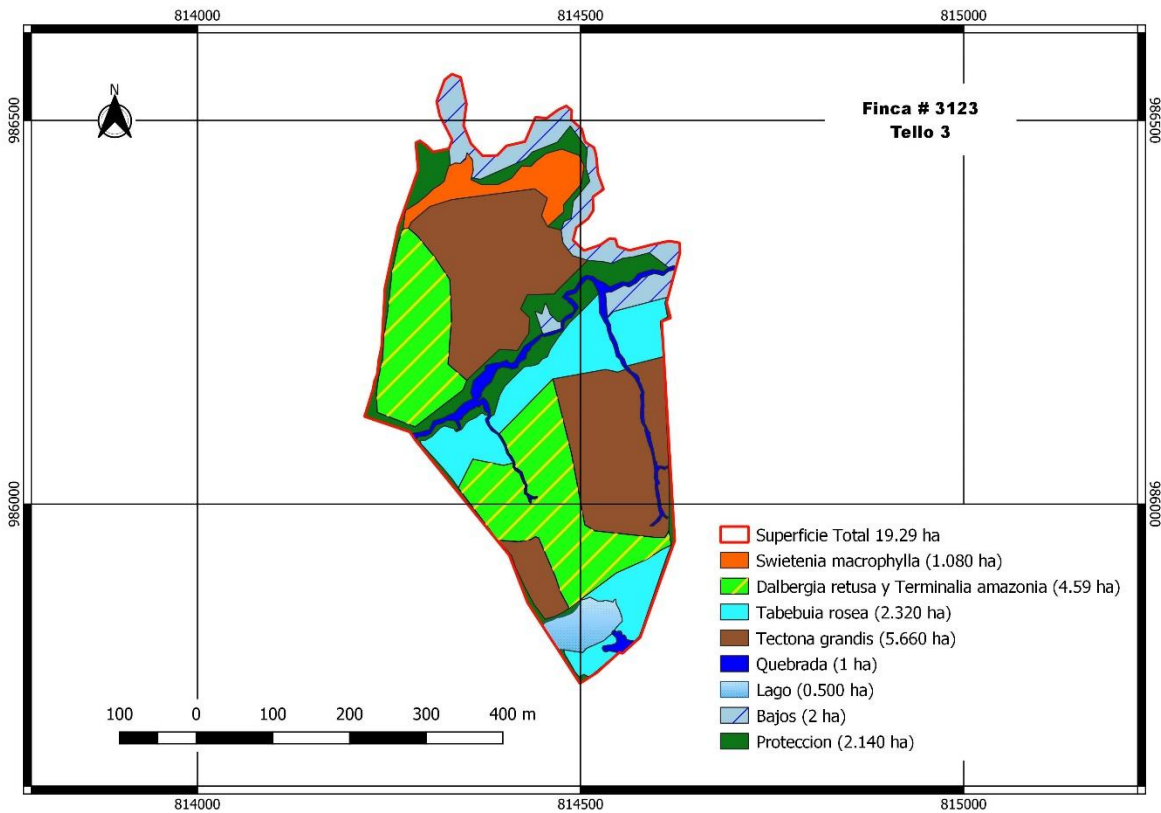 814000 814500 815000
N
Finca # 3123
Tello 3
986500 986500
986000 986000
Superficie Total 19.29 ha
Swietenia macrophylla (1.080 ha)
Dalbergia retusa y Terminalia amazonia (4.59 ha)
Tabebuia rosea (2.320 ha)
Tectona grandis (5.660 ha)
Quebrada (1 ha)
Lago (0.500 ha)
Bajos (2 ha)
Proteccion (2.140 ha)
100 0 100 200 300 400 m
814000 814500 815000